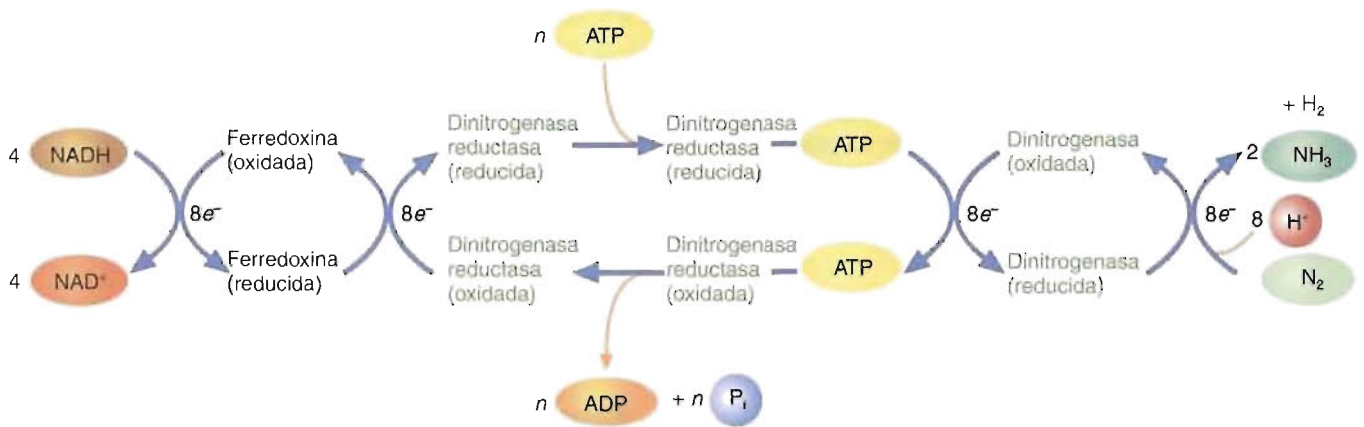 n ATP
+ H₂
4 NADH
Ferredoxina
(oxidada)
Dinitrogenasa
reductasa
(reducida)
Dinitrogenasa
reductasa
(reducida)
ATP
Dinitrogenasa
(oxidada)
2 NH₃
8e⁻
8e⁻
8e⁻
8e⁻
8 H⁺
4 NAD⁺
Ferredoxina
(reducida)
Dinitrogenasa
reductasa
(oxidada)
Dinitrogenasa
reductasa
(oxidada)
ATP
Dinitrogenasa
(reducida)
N₂
n ADP + n Pᵢ